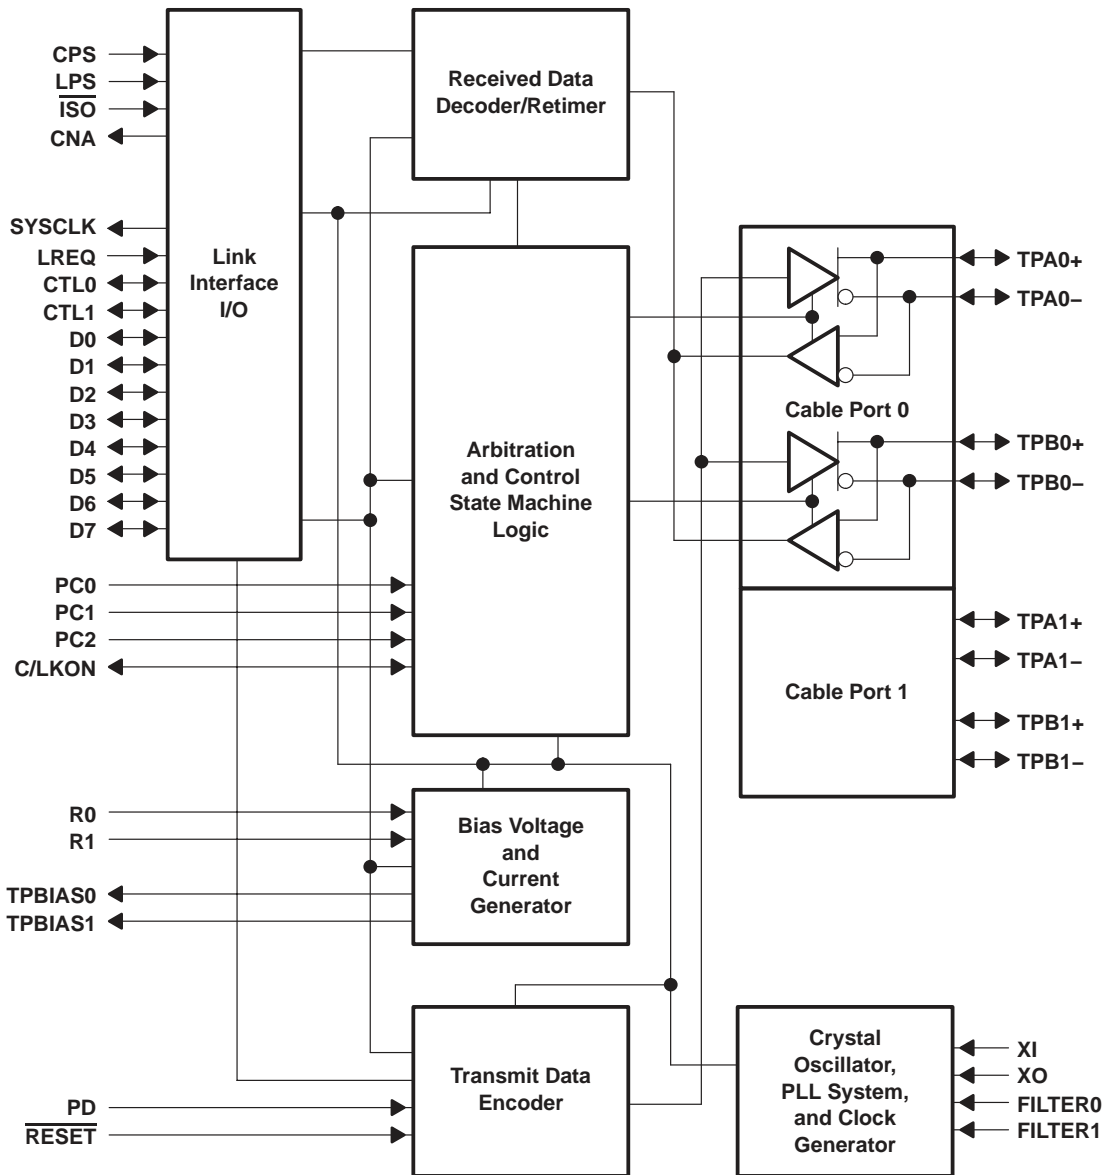 CPS
LPS
ISO
CNA
SYSCLK
LREQ
CTL0
CTL1
D0
D1
D2
D3
D4
D5
D6
D7
Link
Interface
I/O
Received Data
Decoder/Retimer
Arbitration
and Control
State Machine
Logic
Cable Port 0
TPA0+
TPA0−
TPB0+
TPB0−
Cable Port 1
TPA1+
TPA1−
TPB1+
TPB1−
PC0
PC1
PC2
C/LKON
R0
R1
TPBIAS0
TPBIAS1
Bias Voltage
and
Current
Generator
PD
RESET
Transmit Data
Encoder
Crystal
Oscillator,
PLL System,
and Clock
Generator
XI
XO
FILTER0
FILTER1